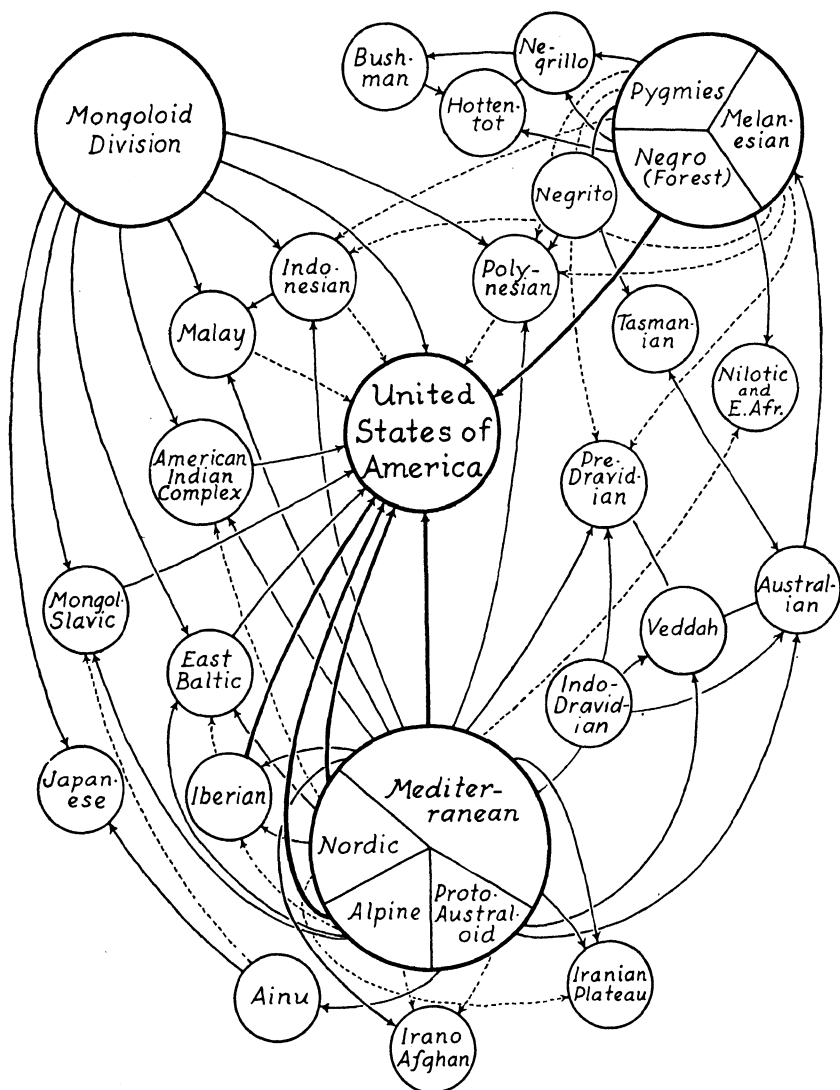 Mongoloid
Division
Bush-
man
Ne-
grillo
Hotten-
tot
Pygmies
Melan-
esian
Negro
(Forest)
Negrito
Indo-
nesian
Poly-
nesian
Malay
Tasman-
ian
Nilotic
and
E.Afr.
United
States of
America
American
Indian
Complex
Pre-
Dravid-
ian
Mongol-
Slavic
Austral-
ian
Veddah
East
Baltic
Indo-
Dravid-
ian
Japan-
ese
Iberian
Mediter-
ranean
Nordic
Alpine
Proto-
Austral-
oid
Ainu
Iranian
Plateau
Irano
Afghan